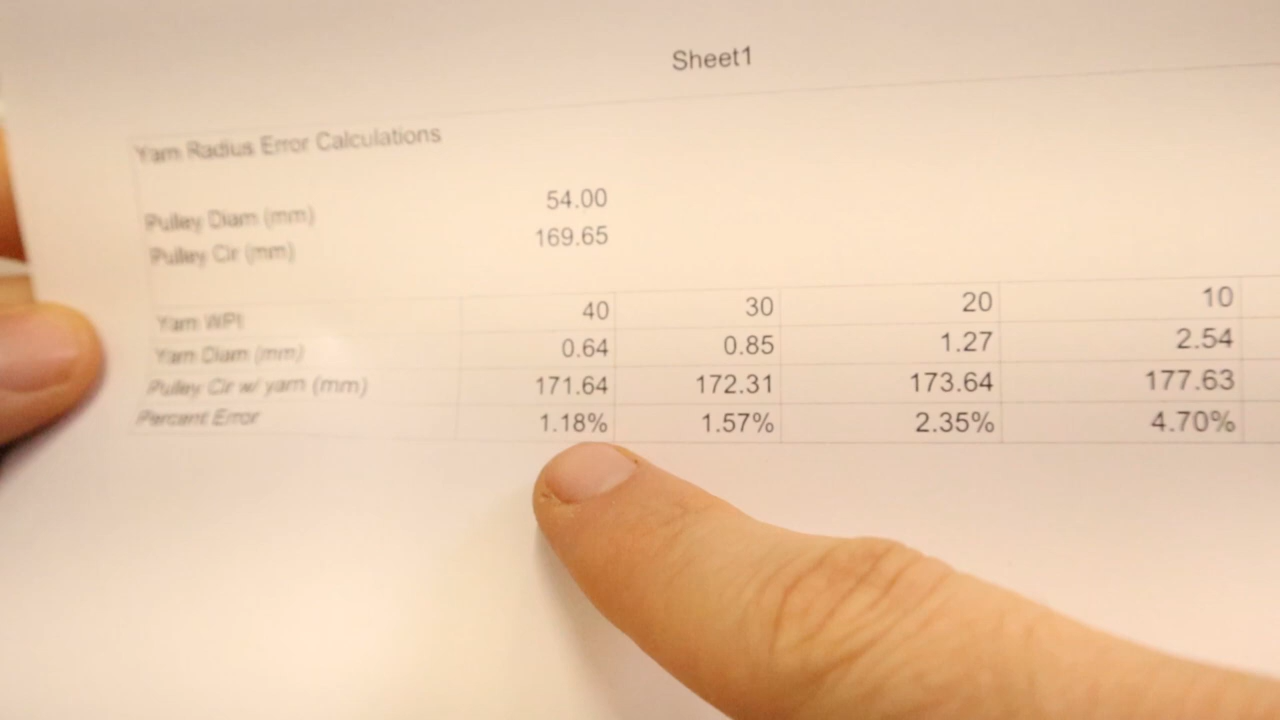 Sheet1
Yarn Radius Error Calculations
Pulley Diam (mm) 54.00
Pulley Cir (mm) 169.65
Yarn WPI 40 30 20 10
Yarn Diam (mm) 0.64 0.85 1.27 2.54
Pulley Cir w/ yarn (mm) 171.64 172.31 173.64 177.63
Percent Error 1.18% 1.57% 2.35% 4.70%